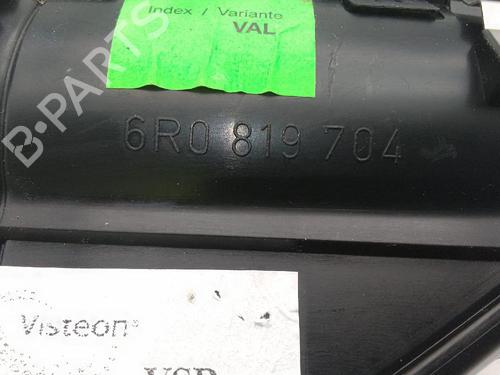 Index / Variante
VAL
B-PARTS
6R0 819 704
Visteon